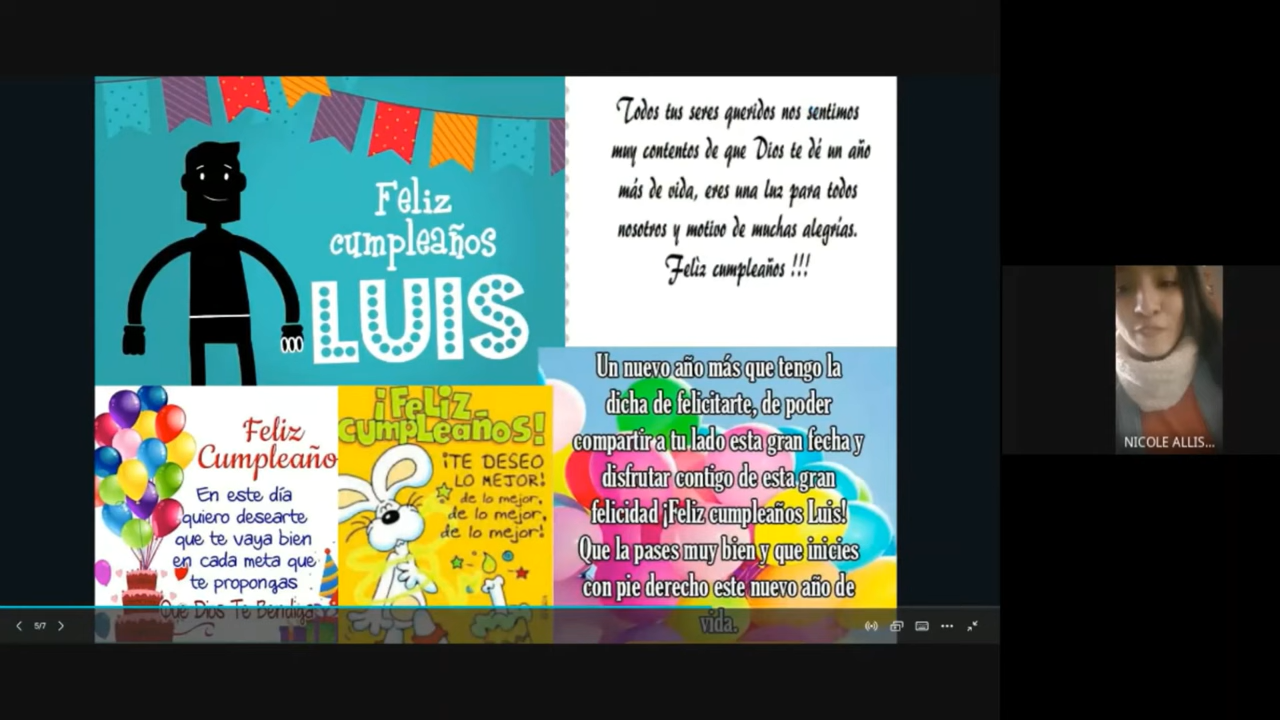 Feliz
cumpleaños
LUIS
Todos tus seres queridos nos sentimos
muy contentos de que Dios te dé un año
más de vida, eres una luz para todos
nosotros y motivo de muchas alegrías.
Feliz cumpleaños !!!
Feliz
Cumpleaño
En este día
quiero desearte
que te vaya bien
en cada meta que
te propongas
Que Dios Te Bendiga
¡FeLiz
CumpLeaños!
¡TE DESEO
LO MEJOR!
de lo mejor,
de lo mejor,
de lo mejor!
Un nuevo año más que tengo la
dicha de felicitarte, de poder
compartir a tu lado esta gran fecha y
disfrutar contigo de esta gran
felicidad ¡Feliz cumpleaños Luis!
Que la pases muy bien y que inicies
con pie derecho este nuevo año de
vida.
5/7
NICOLE ALLIS...